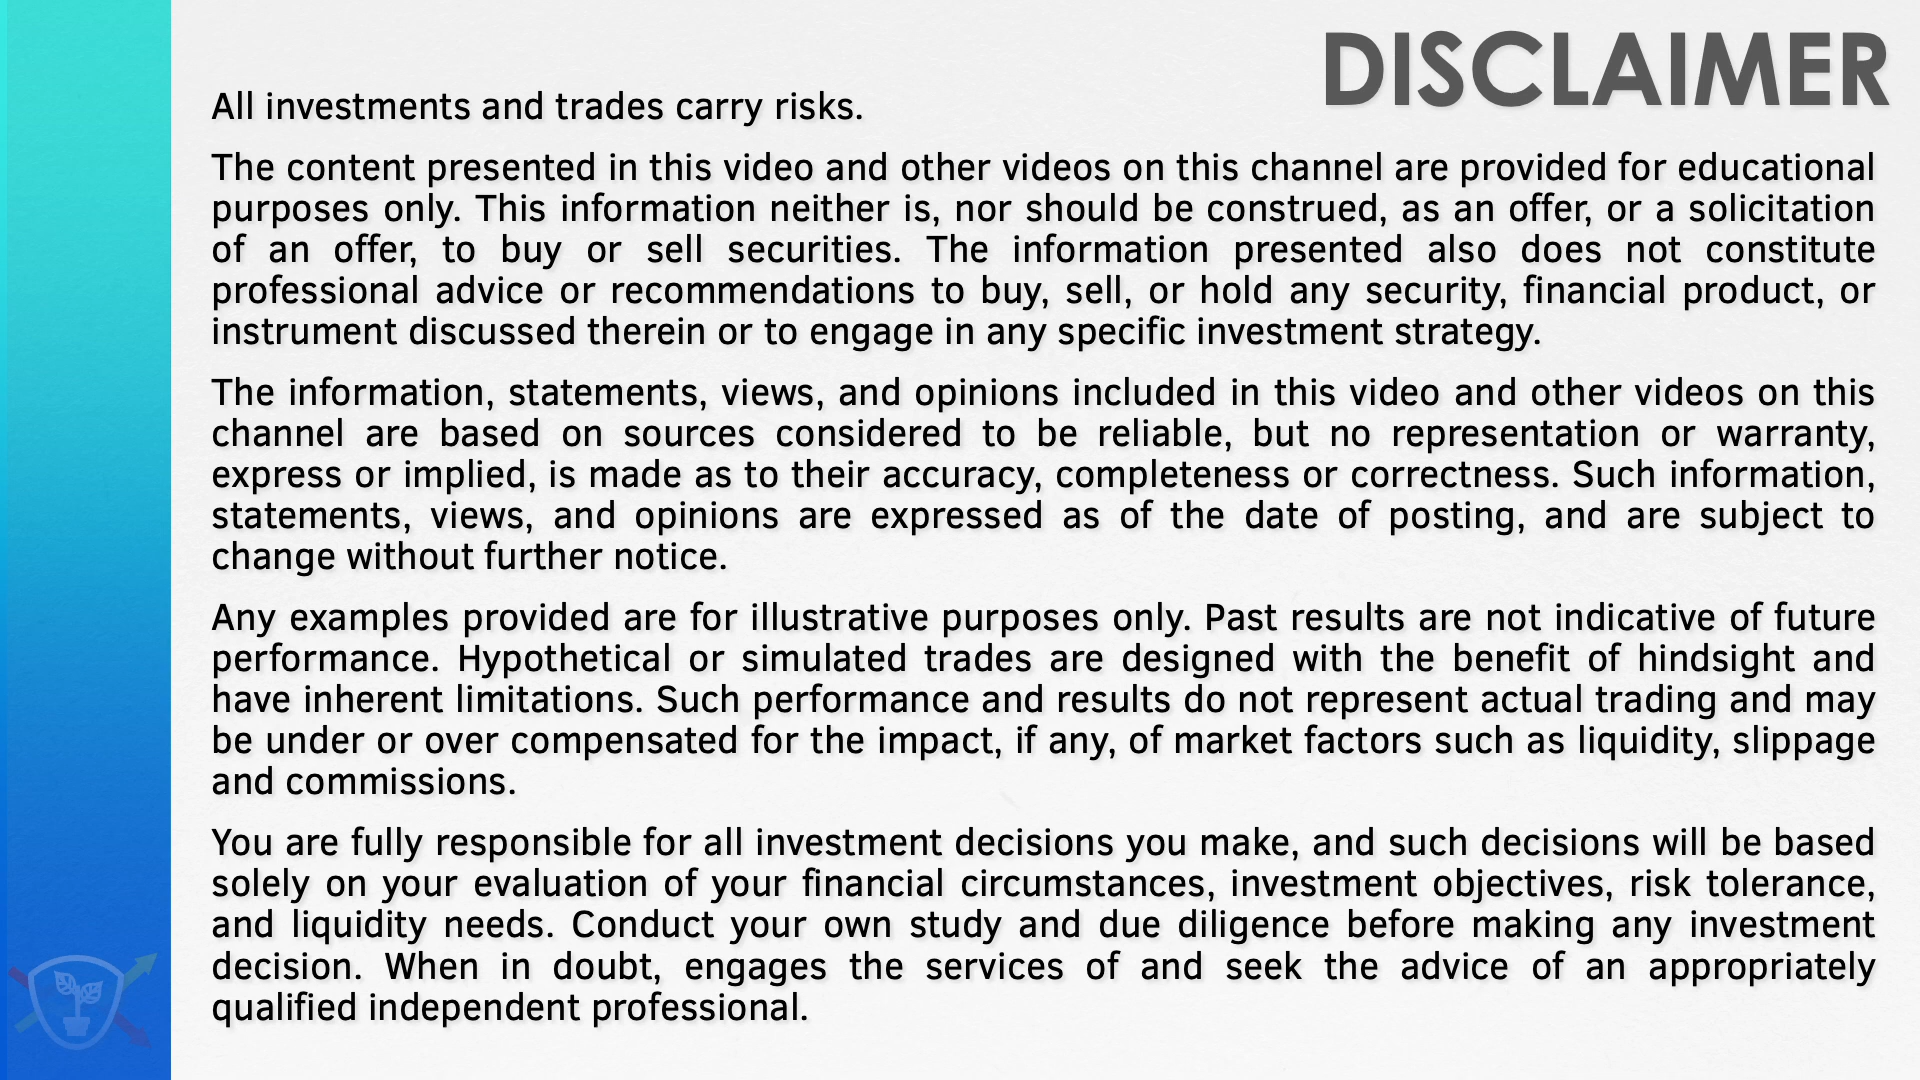 DISCLAIMER
All investments and trades carry risks.
The content presented in this video and other videos on this channel are provided for educational
purposes only. This information neither is, nor should be construed, as an offer, or a solicitation
of an offer, to buy or sell securities. The information presented also does not constitute
professional advice or recommendations to buy, sell, or hold any security, financial product, or
instrument discussed therein or to engage in any specific investment strategy.
The information, statements, views, and opinions included in this video and other videos on this
channel are based on sources considered to be reliable, but no representation or warranty,
express or implied, is made as to their accuracy, completeness or correctness. Such information,
statements, views, and opinions are expressed as of the date of posting, and are subject to
change without further notice.
Any examples provided are for illustrative purposes only. Past results are not indicative of future
performance. Hypothetical or simulated trades are designed with the benefit of hindsight and
have inherent limitations. Such performance and results do not represent actual trading and may
be under or over compensated for the impact, if any, of market factors such as liquidity, slippage
and commissions.
You are fully responsible for all investment decisions you make, and such decisions will be based
solely on your evaluation of your financial circumstances, investment objectives, risk tolerance,
and liquidity needs. Conduct your own study and due diligence before making any investment
decision. When in doubt, engages the services of and seek the advice of an appropriately
qualified independent professional.